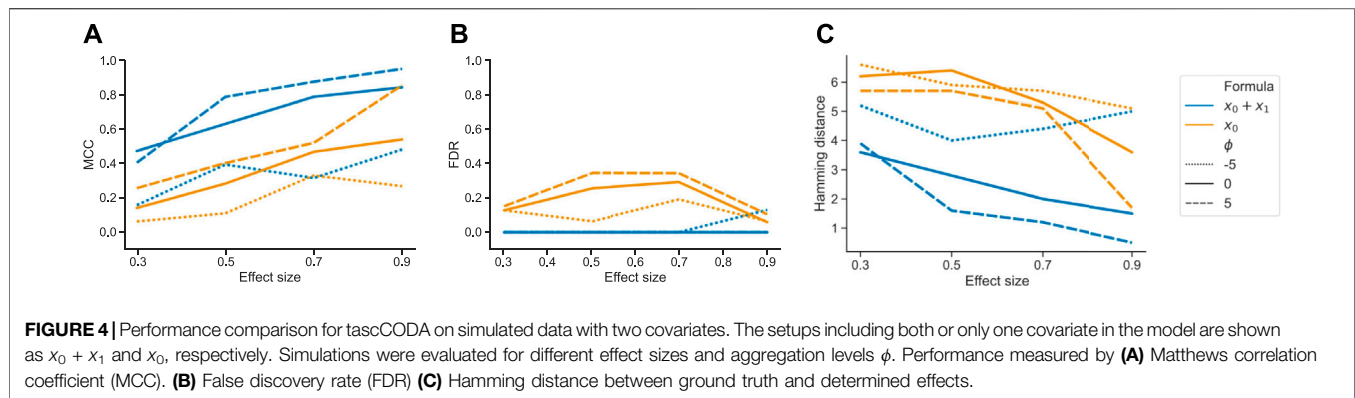 A
B
C
1.0
0.8
0.6
0.4
0.2
0.0
MCC
0.3
0.5
0.7
0.9
Effect size
1.0
0.8
0.6
0.4
0.2
0.0
FDR
0.3
0.4
0.5
0.6
0.7
0.8
0.9
Effect size
6
5
4
3
2
1
Hamming distance
0.3
0.5
0.7
0.9
Effect size
Formula
x₀ + x₁
x₀
ϕ
-5
0
5
FIGURE 4 | Performance comparison for tascCODA on simulated data with two covariates. The setups including both or only one covariate in the model are shown
as x₀ + x₁ and x₀, respectively. Simulations were evaluated for different effect sizes and aggregation levels ϕ. Performance measured by (A) Matthews correlation
coefficient (MCC). (B) False discovery rate (FDR) (C) Hamming distance between ground truth and determined effects.